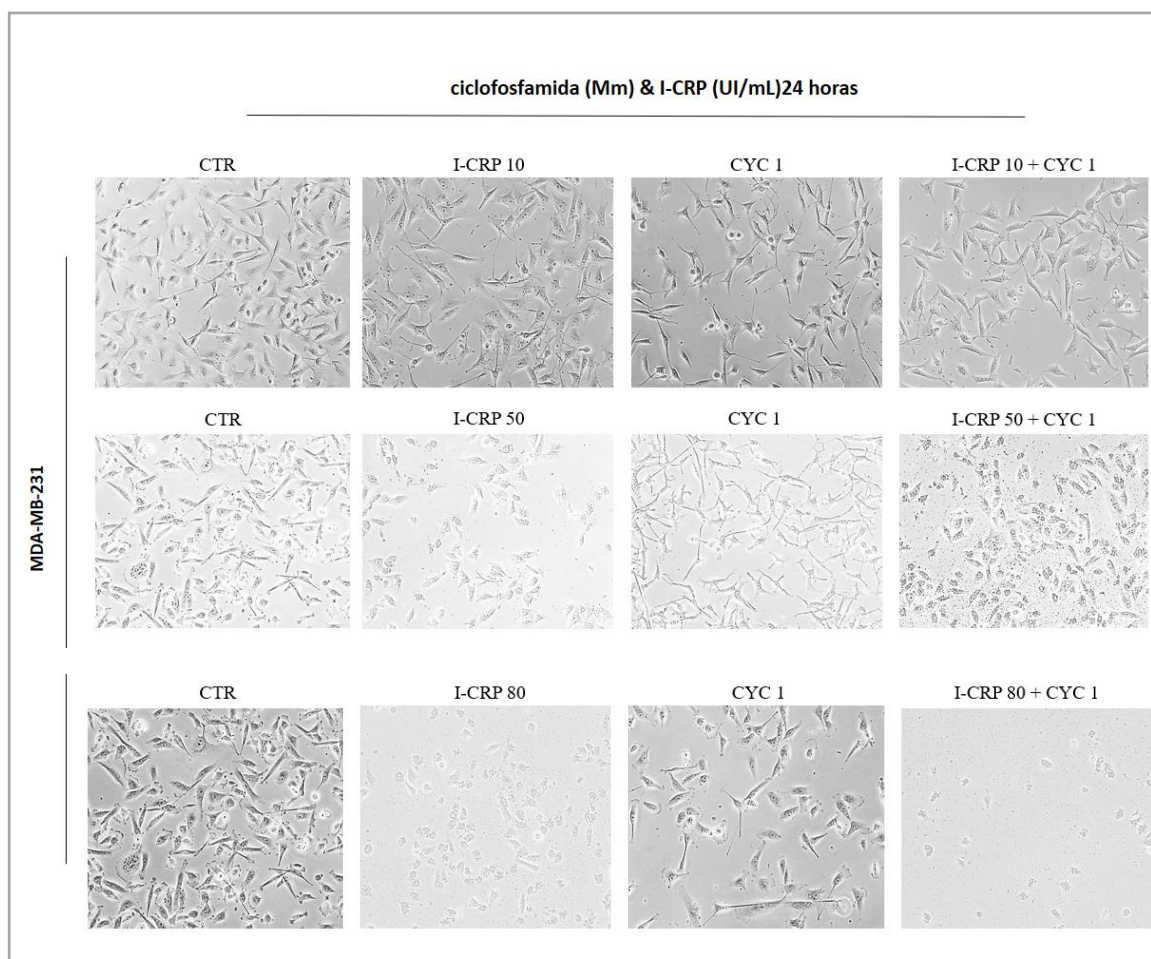 ciclofosfamida (Mm) & I-CRP (UI/mL)24 horas
CTR
I-CRP 10
CYC 1
I-CRP 10 + CYC 1
MDA-MB-231
CTR
I-CRP 50
CYC 1
I-CRP 50 + CYC 1
CTR
I-CRP 80
CYC 1
I-CRP 80 + CYC 1